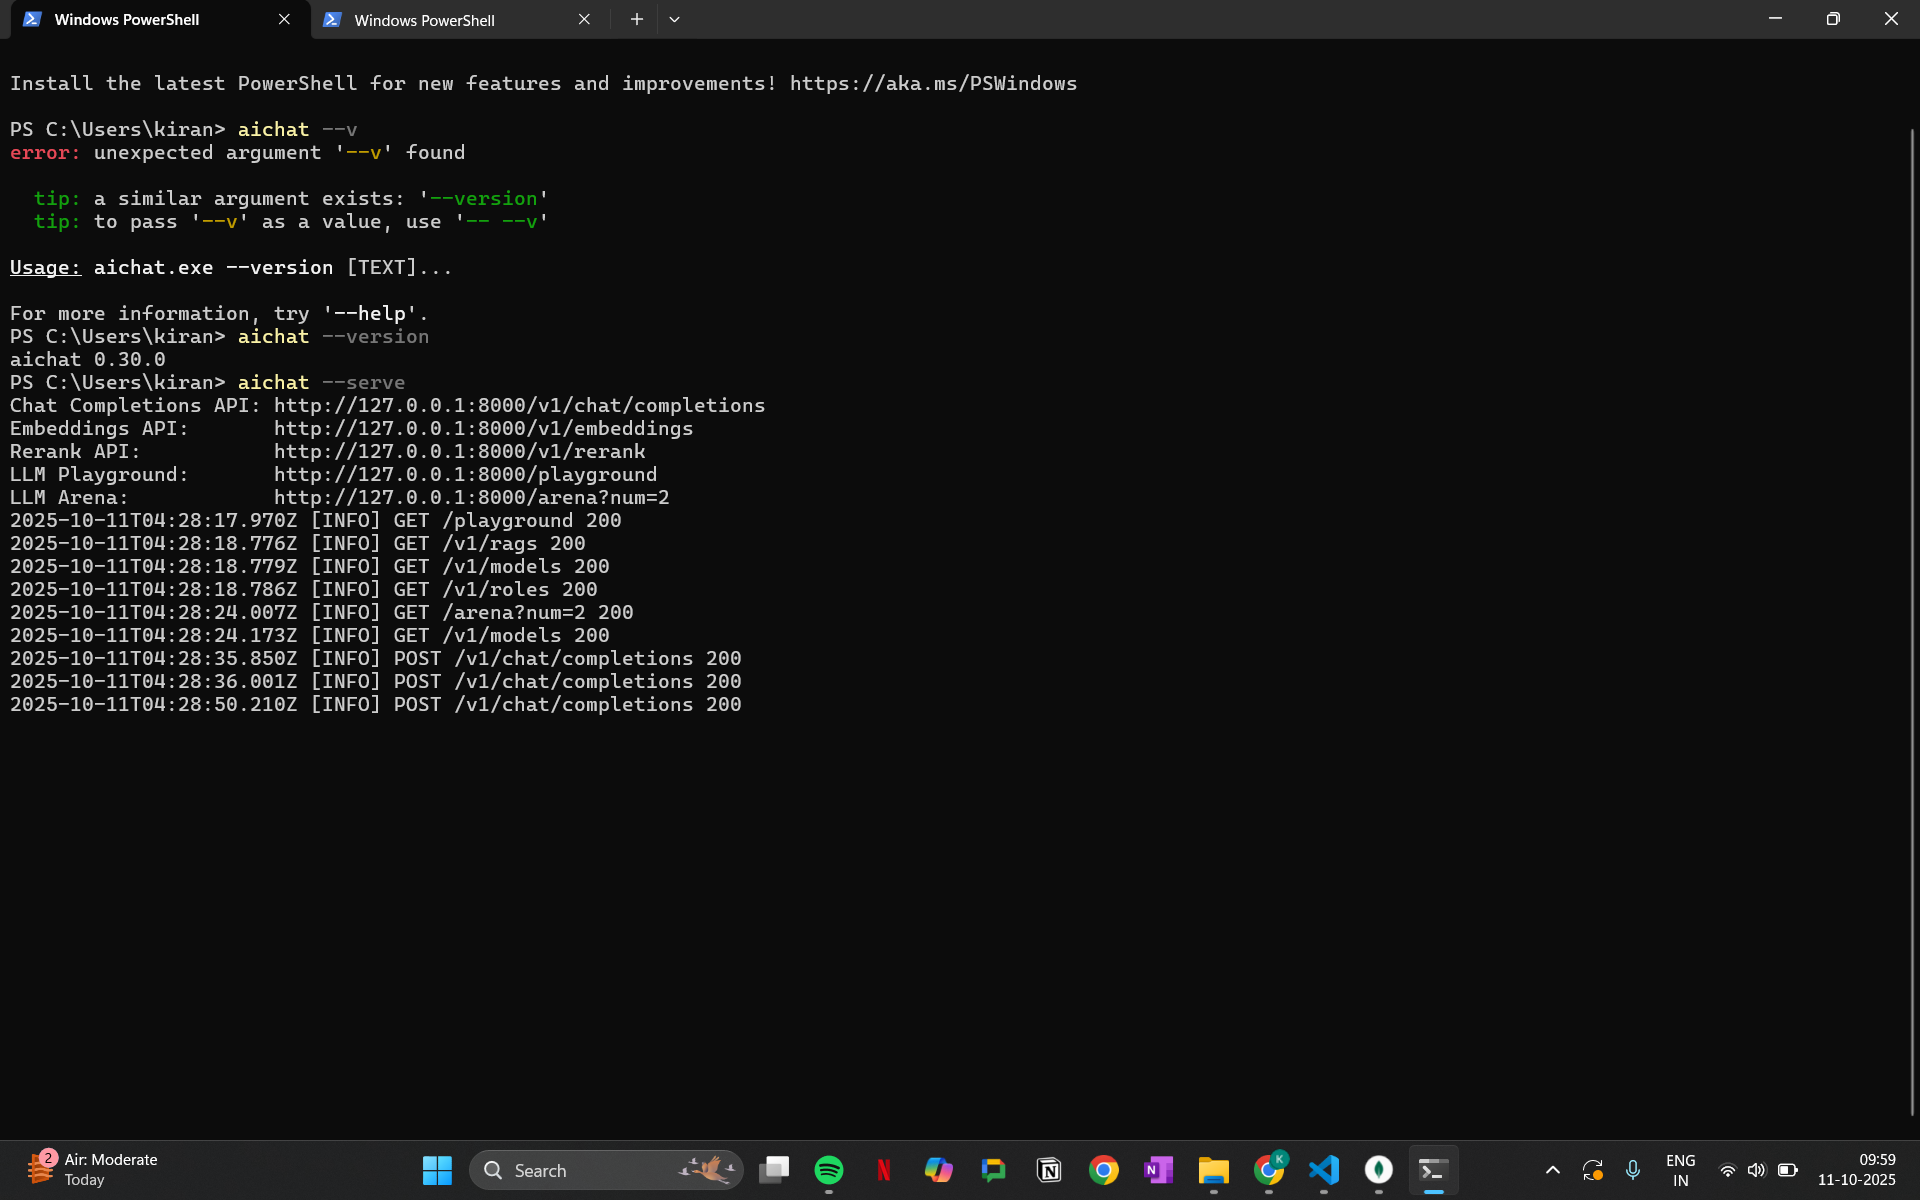 Windows PowerShell
Windows PowerShell
Install the latest PowerShell for new features and improvements! https://aka.ms/PSWindows
PS C:\Users\kiran> aichat --v
error: unexpected argument '--v' found
tip: a similar argument exists: '--version'
tip: to pass '--v' as a value, use '-- --v'
Usage: aichat.exe --version [TEXT]...
For more information, try '--help'.
PS C:\Users\kiran> aichat --version
aichat 0.30.0
PS C:\Users\kiran> aichat --serve
Chat Completions API: http://127.0.0.1:8000/v1/chat/completions
Embeddings API:       http://127.0.0.1:8000/v1/embeddings
Rerank API:           http://127.0.0.1:8000/v1/rerank
LLM Playground:       http://127.0.0.1:8000/playground
LLM Arena:            http://127.0.0.1:8000/arena?num=2
2025-10-11T04:28:17.970Z [INFO] GET /playground 200
2025-10-11T04:28:18.776Z [INFO] GET /v1/rags 200
2025-10-11T04:28:18.779Z [INFO] GET /v1/models 200
2025-10-11T04:28:18.786Z [INFO] GET /v1/roles 200
2025-10-11T04:28:24.007Z [INFO] GET /arena?num=2 200
2025-10-11T04:28:24.173Z [INFO] GET /v1/models 200
2025-10-11T04:28:35.850Z [INFO] POST /v1/chat/completions 200
2025-10-11T04:28:36.001Z [INFO] POST /v1/chat/completions 200
2025-10-11T04:28:50.210Z [INFO] POST /v1/chat/completions 200
2
Air: Moderate
Today
Search
N
N
N
K
ENG
IN
09:59
11-10-2025